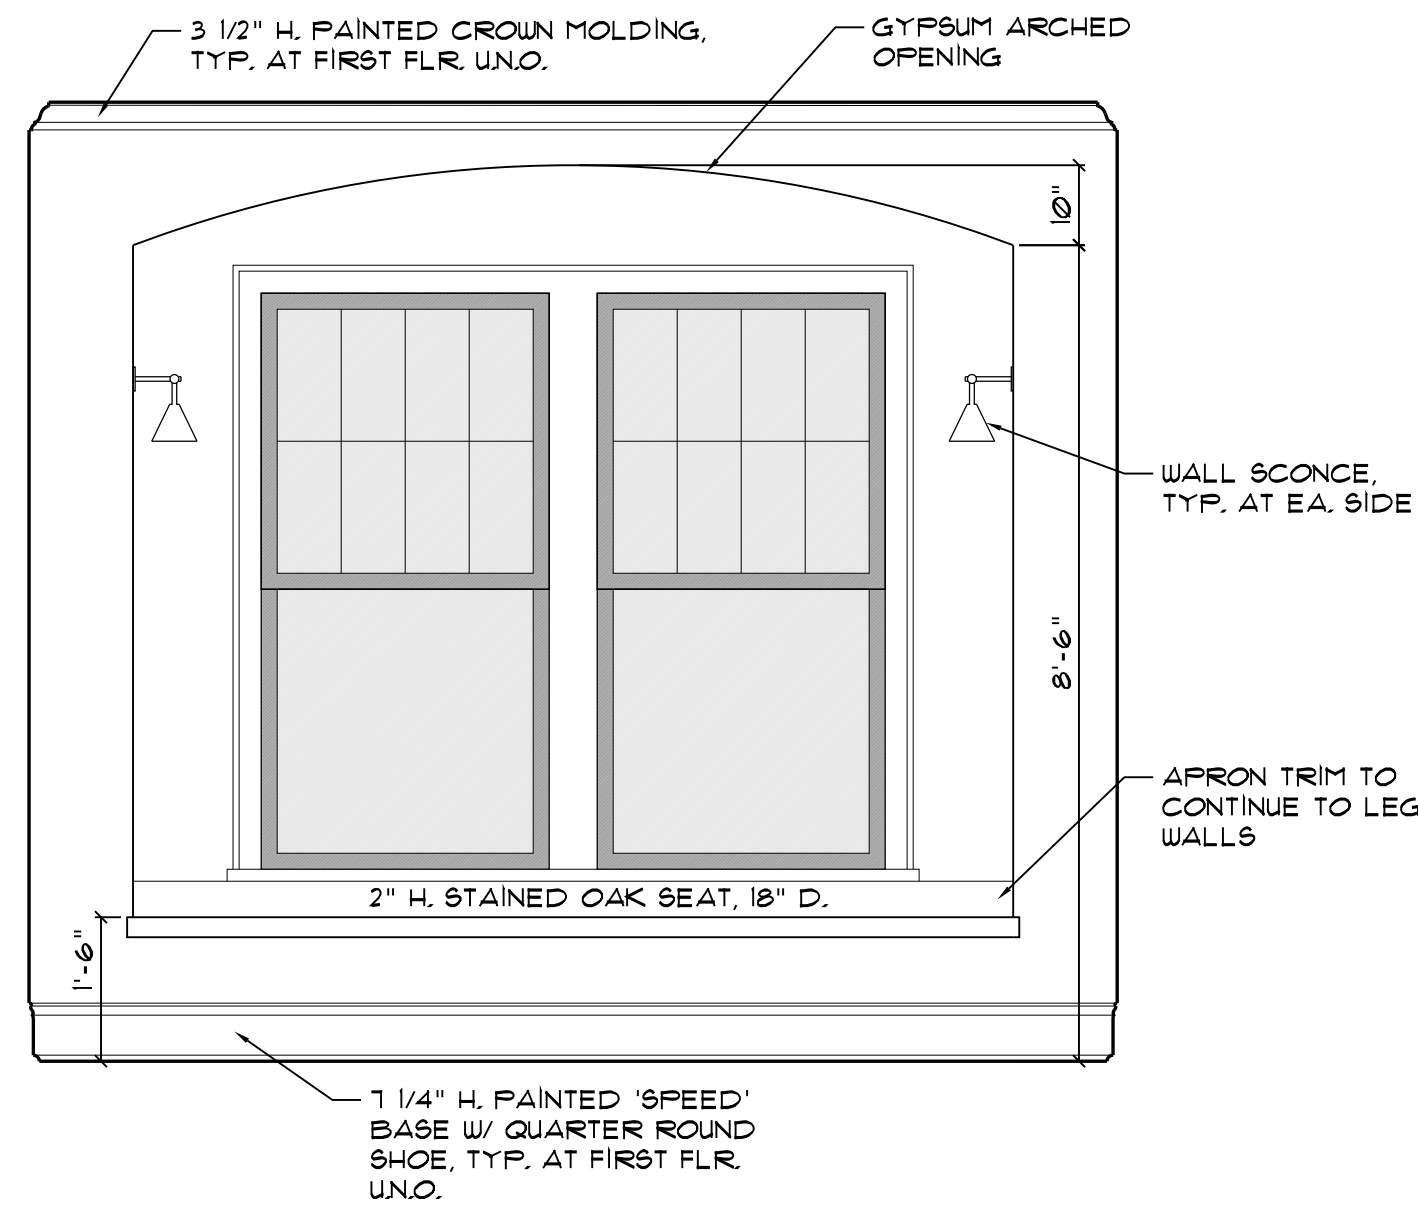 3 1/2" H. PAINTED CROWN MOLDING,
TYP. AT FIRST FLR. U.N.O.
GYPSUM ARCHED
OPENING
10"
WALL SCONCE,
TYP. AT EA. SIDE
8'-6"
APRON TRIM TO
CONTINUE TO LEG
WALLS
2" H. STAINED OAK SEAT, 18" D.
1'-6"
7 1/4" H. PAINTED 'SPEED'
BASE W/ QUARTER ROUND
SHOE, TYP. AT FIRST FLR.
U.N.O.